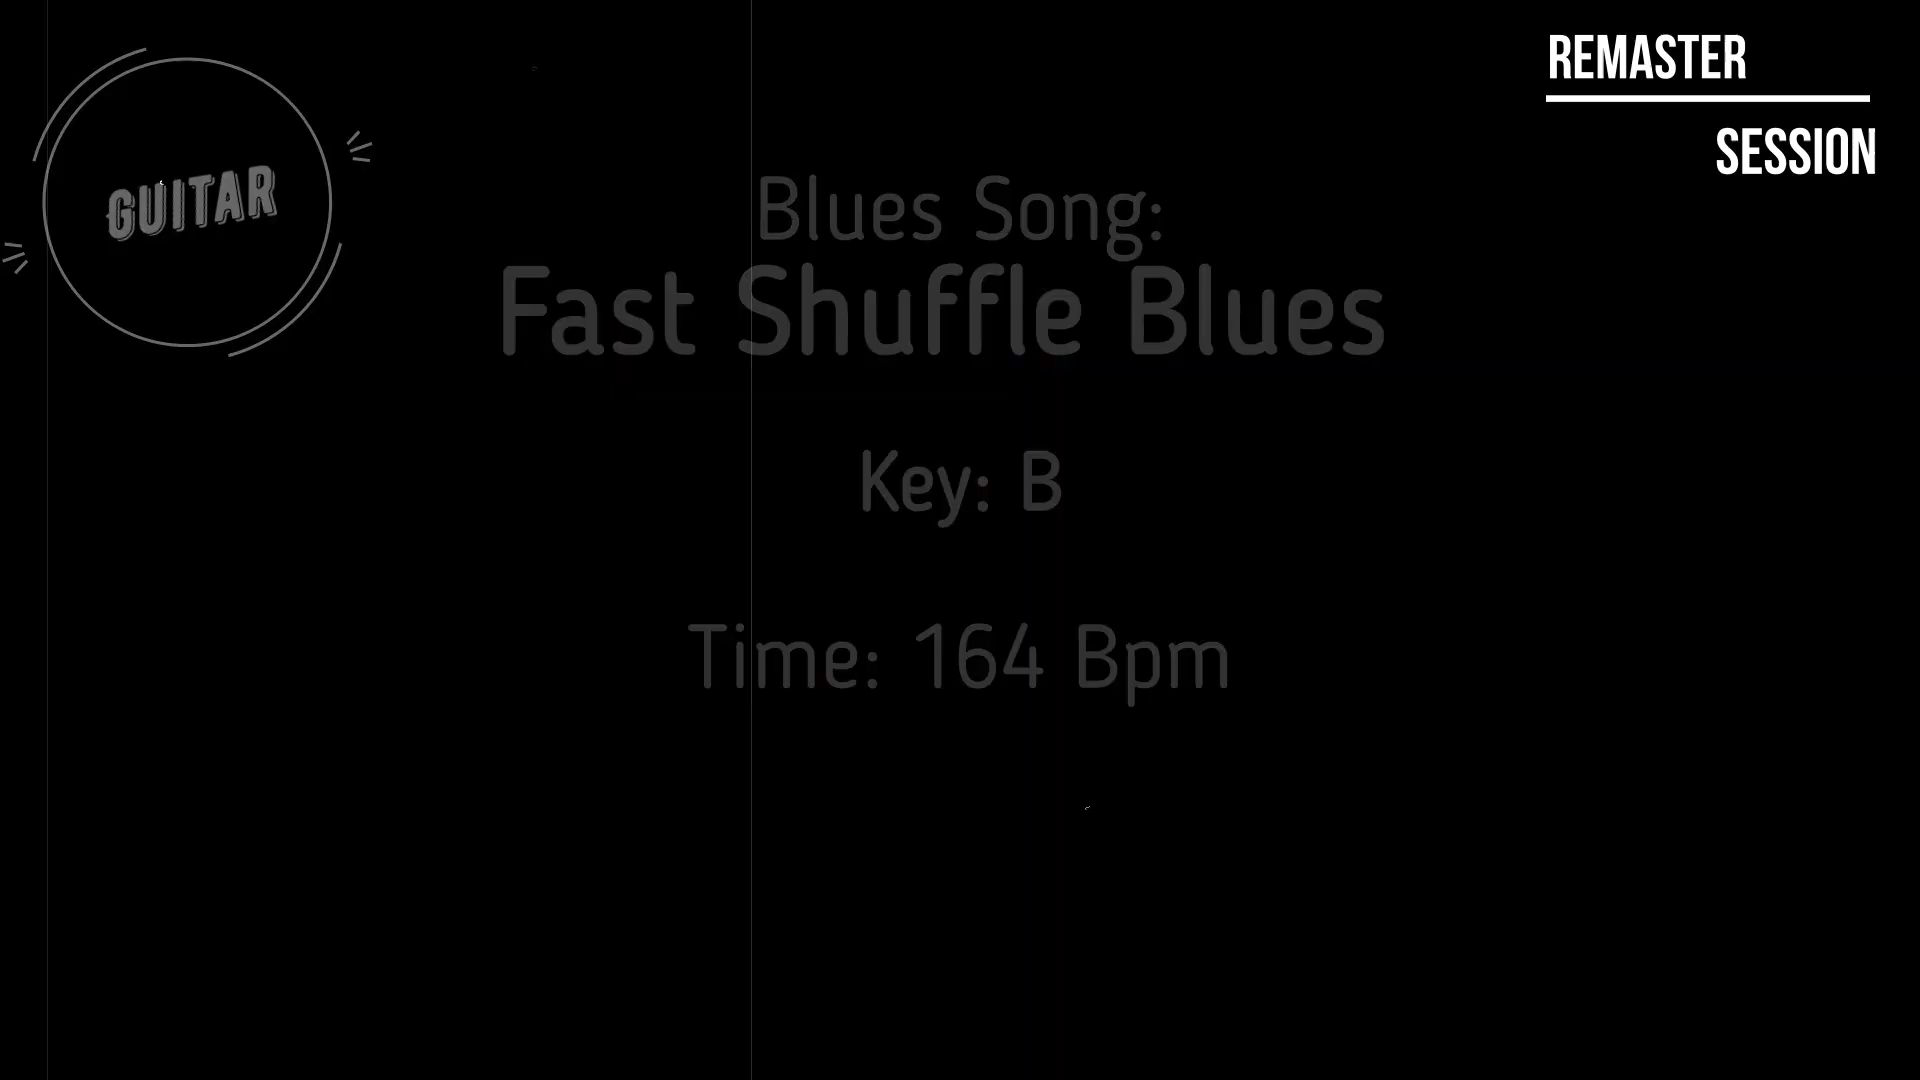 REMASTER
SESSION
GUITAR
Blues Song:
Fast Shuffle Blues
Key: B
Time: 164 Bpm